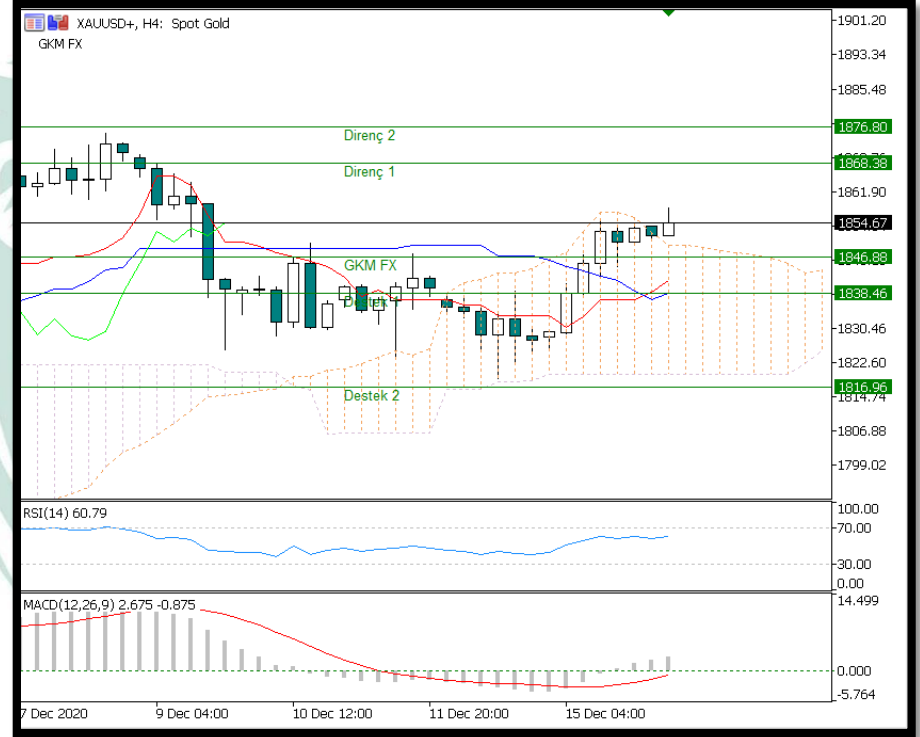 XAUUSD+, H4: Spot Gold
GKM FX
1901.20
1893.34
1885.48
1876.80
Direnç 2
1868.38
Direnç 1
1861.90
1854.67
1846.88
GKM FX
1838.46
1830.46
1822.60
1816.96
1814.74
Destek 2
1806.88
1799.02
RSI(14) 60.79
100.00
70.00
30.00
0.00
MACD(12,26,9) 2.675 -0.875
14.499
0.000
-5.764
7 Dec 2020
9 Dec 04:00
10 Dec 12:00
11 Dec 20:00
15 Dec 04:00